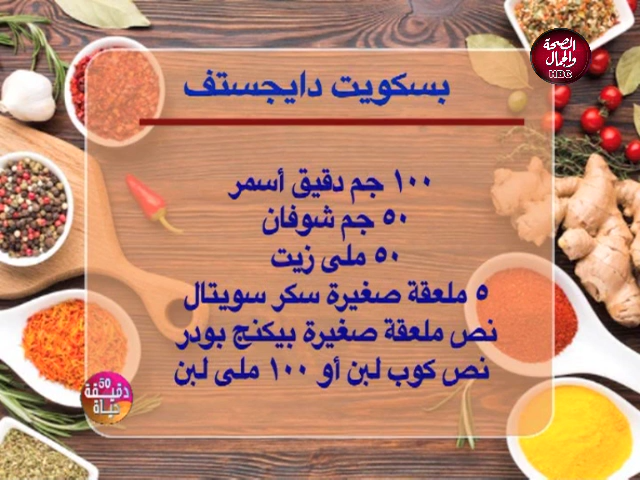 الصحة
والجمال
HBC
بسكويت دايجستف
١٠٠ جم دقيق أسمر
٥٠ جم شوفان
٥٠ ملى زيت
٥ ملعقة صغيرة سكر سويتال
نص ملعقة صغيرة بيكنج بودر
نص كوب لبن أو ١٠٠ ملى لبن
50
دقيقة
حياة